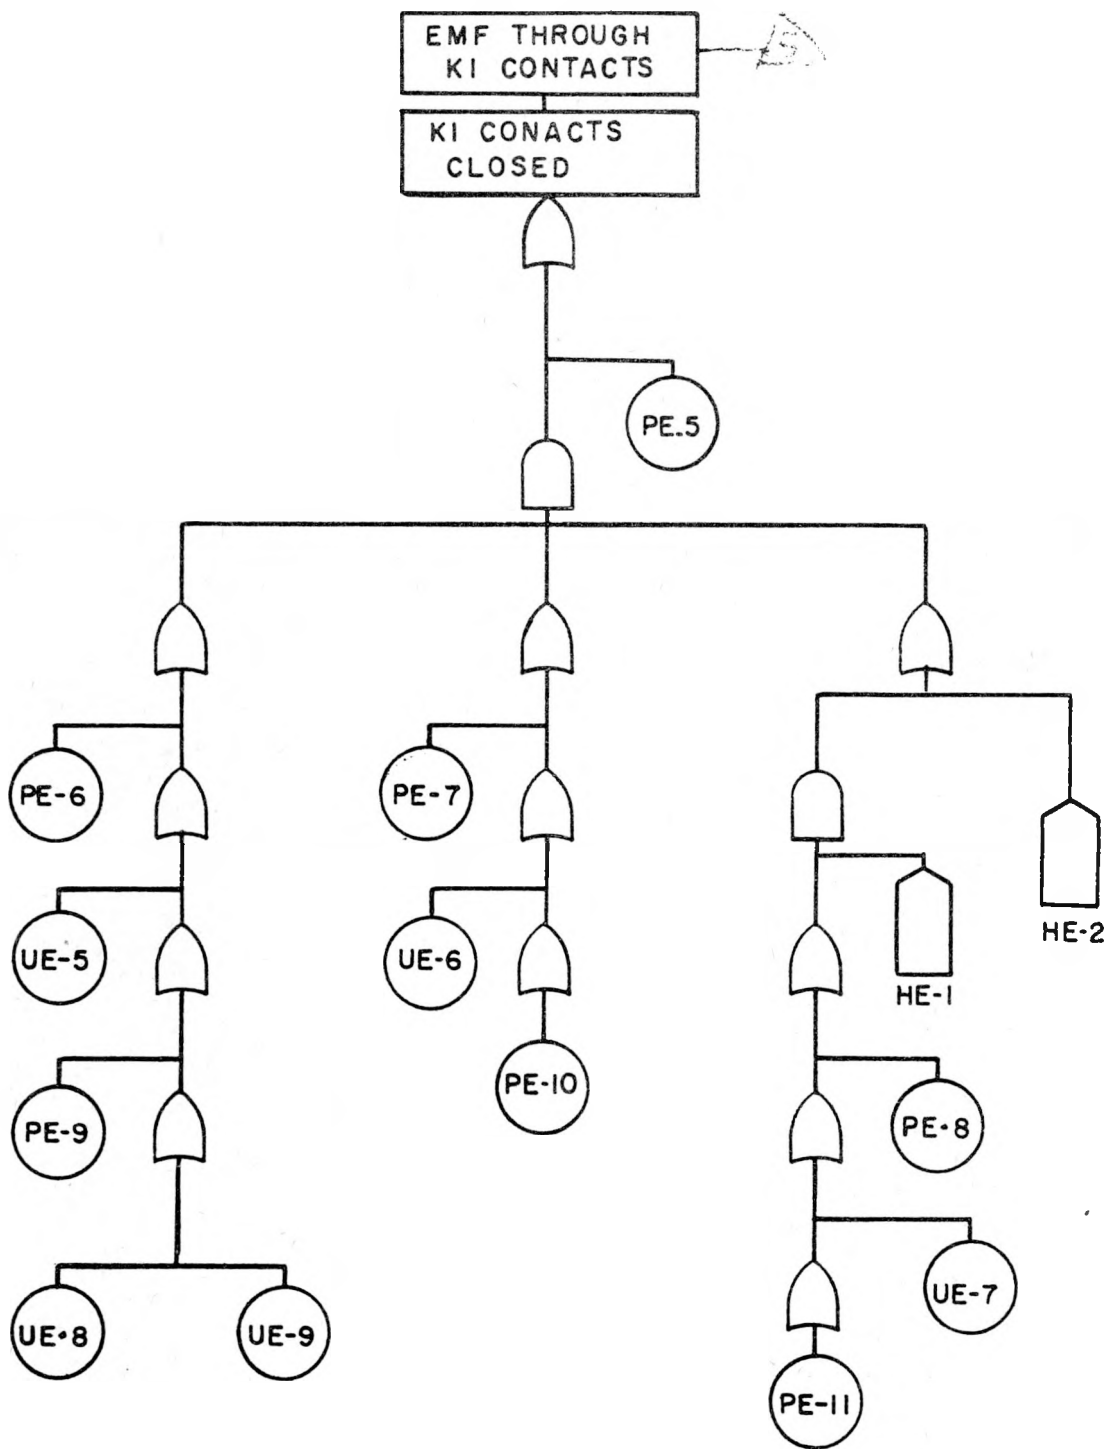 EMF THROUGH
KI CONTACTS
5
KI CONACTS
CLOSED
PE-5
PE-6
PE-7
UE-5
UE-6
HE-1
HE-2
PE-9
PE-10
PE-8
UE-8
UE-9
UE-7
PE-11